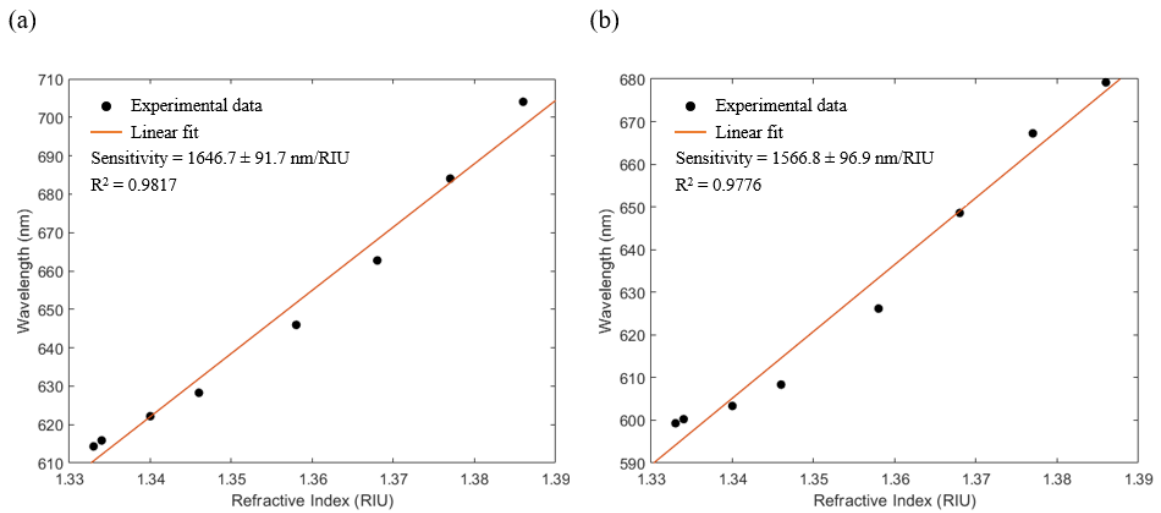 (a)
710
700
690
680
670
660
650
640
630
620
610
Wavelength (nm)
Experimental data
Linear fit
Sensitivity = 1646.7 ± 91.7 nm/RIU
R² = 0.9817
1.33 1.34 1.35 1.36 1.37 1.38 1.39
Refractive Index (RIU)
(b)
680
670
660
650
640
630
620
610
600
590
Wavelength (nm)
Experimental data
Linear fit
Sensitivity = 1566.8 ± 96.9 nm/RIU
R² = 0.9776
1.33 1.34 1.35 1.36 1.37 1.38 1.39
Refractive Index (RIU)